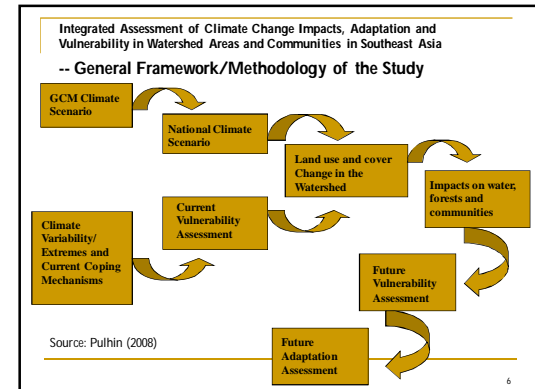 Integrated Assessment of Climate Change Impacts, Adaptation and
Vulnerability in Watershed Areas and Communities in Southeast Asia
-- General Framework/Methodology of the Study
GCM Climate
Scenario
National Climate
Scenario
Land use and cover
Change in the
Watershed
Impacts on water,
forests and
communities
Climate
Variability/
Extremes and
Current Coping
Mechanisms
Current
Vulnerability
Assessment
Future
Vulnerability
Assessment
Future
Adaptation
Assessment
Source: Pulhin (2008)
6